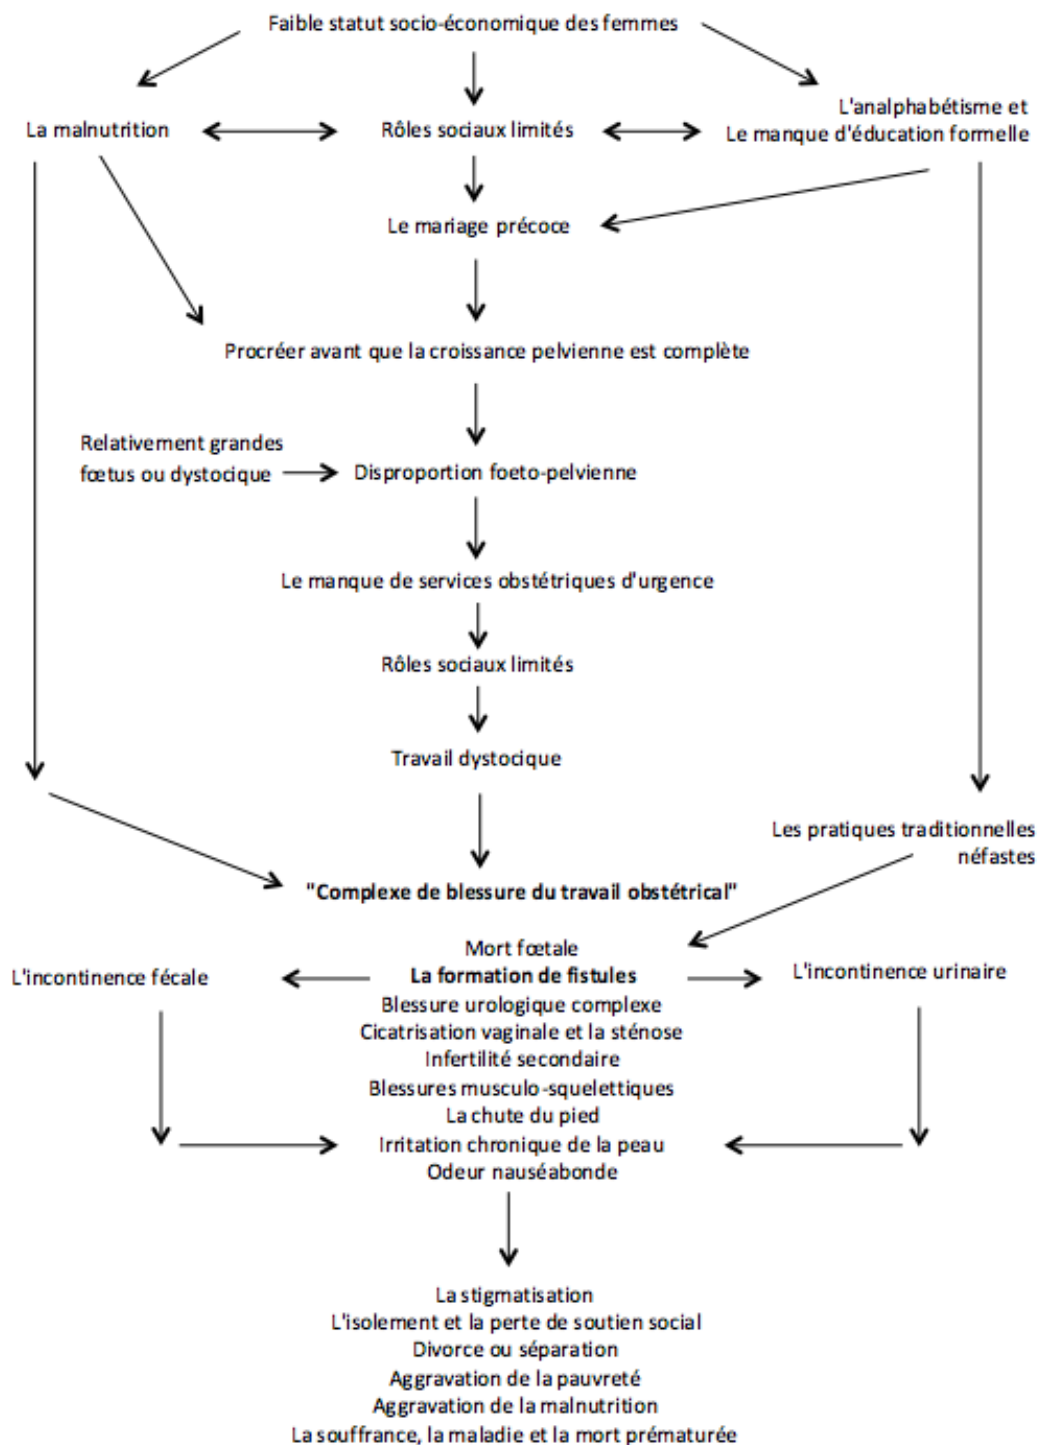 Faible statut socio-économique des femmes
La malnutrition
Rôles sociaux limités
L'analphabétisme et
Le manque d'éducation formelle
Le mariage précoce
Procréer avant que la croissance pelvienne est complète
Relativement grandes
fœtus ou dystocique
Disproportion foeto-pelvienne
Le manque de services obstétriques d'urgence
Rôles sociaux limités
Travail dystocique
Les pratiques traditionnelles
néfastes
"Complexe de blessure du travail obstétrical"
Mort fœtale
L'incontinence fécale
La formation de fistules
L'incontinence urinaire
Blessure urologique complexe
Cicatrisation vaginale et la sténose
Infertilité secondaire
Blessures musculo-squelettiques
La chute du pied
Irritation chronique de la peau
Odeur nauséabonde
La stigmatisation
L'isolement et la perte de soutien social
Divorce ou séparation
Aggravation de la pauvreté
Aggravation de la malnutrition
La souffrance, la maladie et la mort prématurée